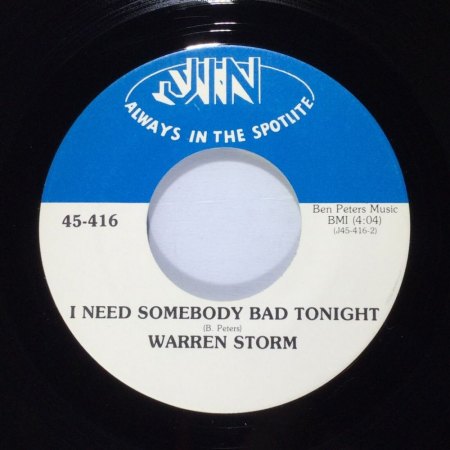 JIN
ALWAYS IN THE SPOTLITE
45-416
Ben Peters Music
BMI (4:04)
(J45-416-2)
I NEED SOMEBODY BAD TONIGHT
(B. Peters)
WARREN STORM